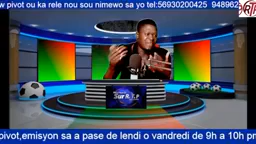 w pivot ou ka rele nou sou nimewo sa yo tel:56930200425 948962
Sur R.T.P
pivot,emisyon sa a pase de lendi o vandredi de 9h a 10h pm